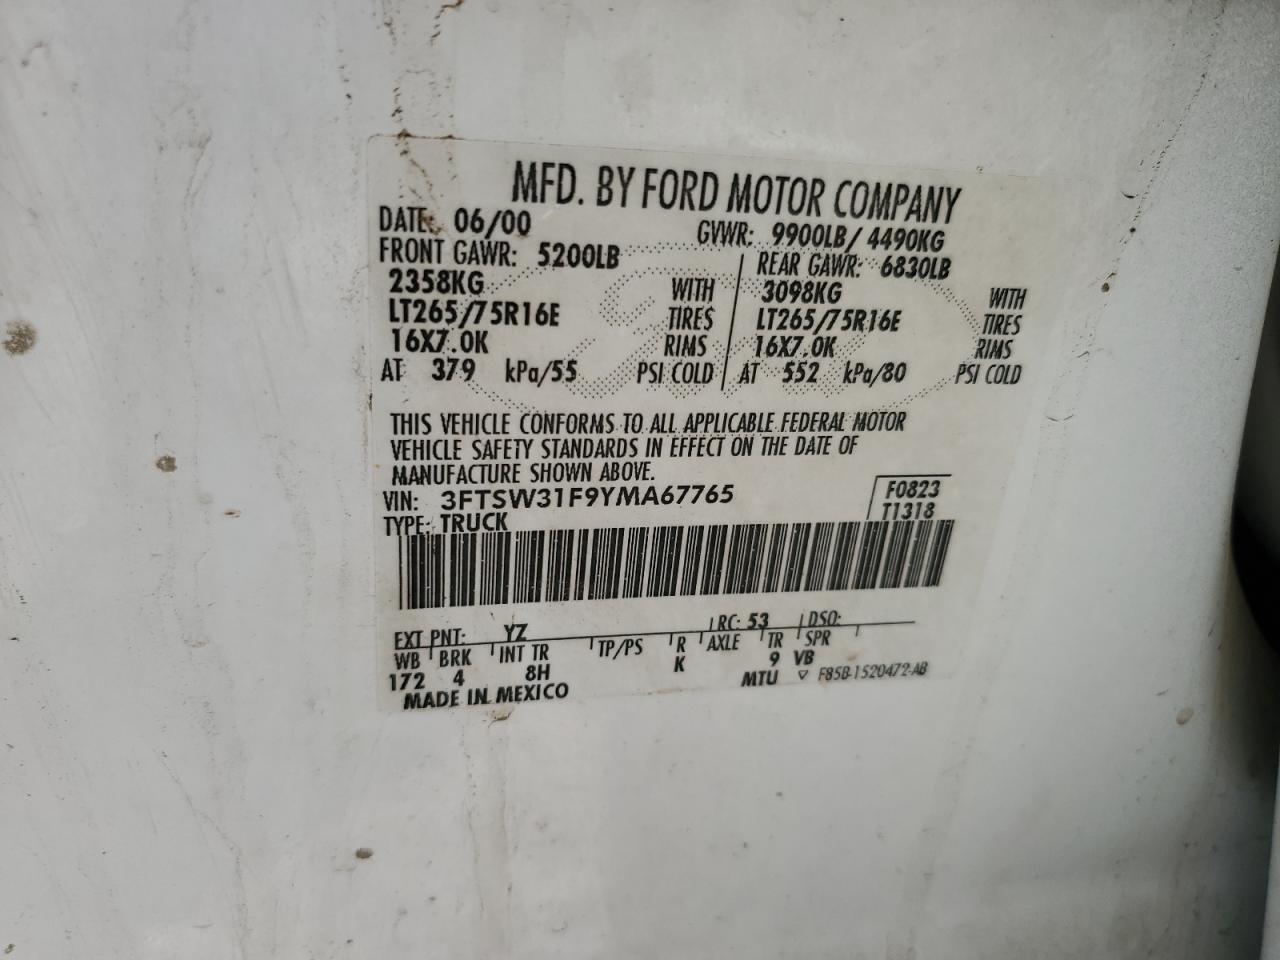 MFD. BY FORD MOTOR COMPANY
DATE: 06/00 GVWR: 9900LB/ 4490KG
FRONT GAWR: 5200LB REAR GAWR: 6830LB
2358KG WITH 3098KG WITH
LT265/75R16E TIRES LT265/75R16E TIRES
16X7.0K RIMS 16X7.0K RIMS
AT 379 kPa/55 PSI COLD AT 552 kPa/80 PSI COLD
THIS VEHICLE CONFORMS TO ALL APPLICABLE FEDERAL MOTOR
VEHICLE SAFETY STANDARDS IN EFFECT ON THE DATE OF
MANUFACTURE SHOWN ABOVE.
VIN: 3FTSW31F9YMA67765 F0823
TYPE: TRUCK T1318
EXT PNT: YZ RC: 53 DSO:
WB BRK INT TR TP/PS R AXLE TR SPR
172 4 8H K 9 VB
MADE IN MEXICO MTU F85B-1520472-AB